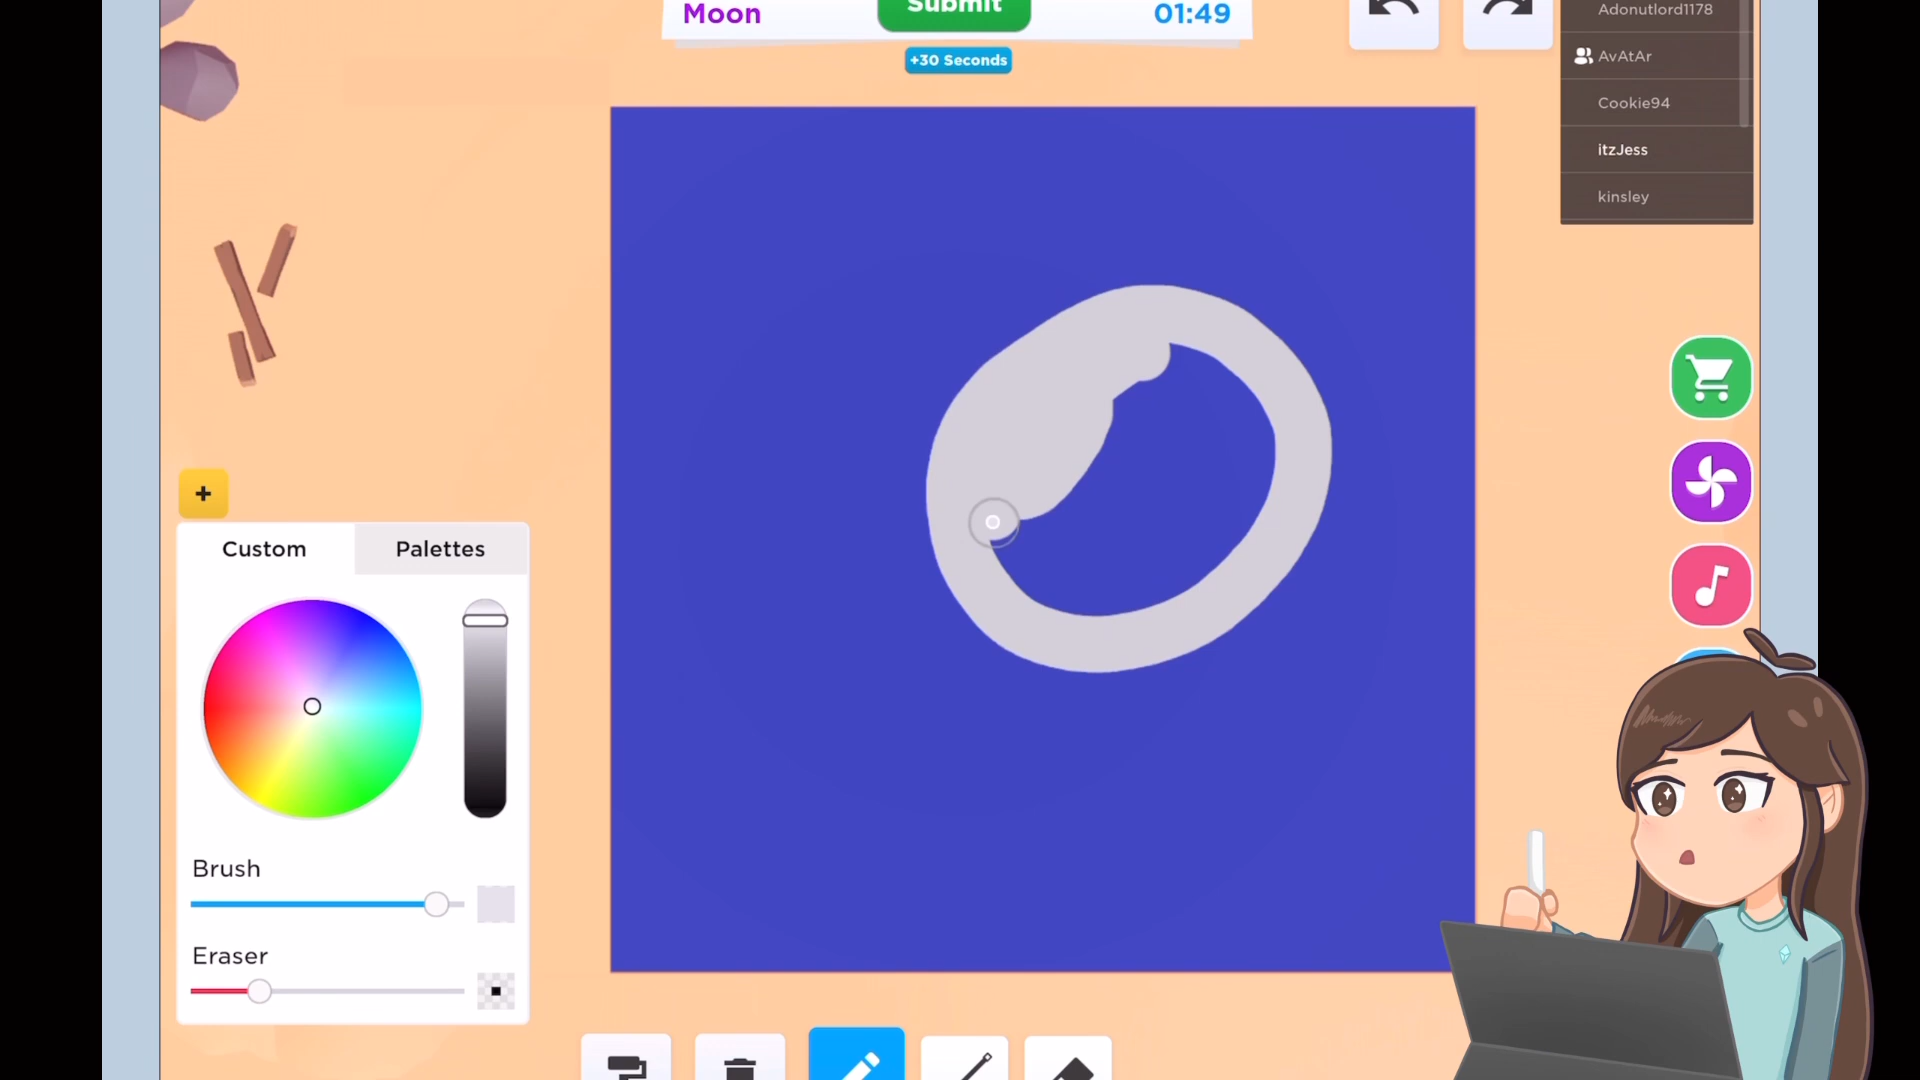 Moon
Submit
01:49
+30 Seconds
Adonutlord1178
AvAtAr
Cookie94
itzJess
kinsley
+
Custom
Palettes
Brush
Eraser